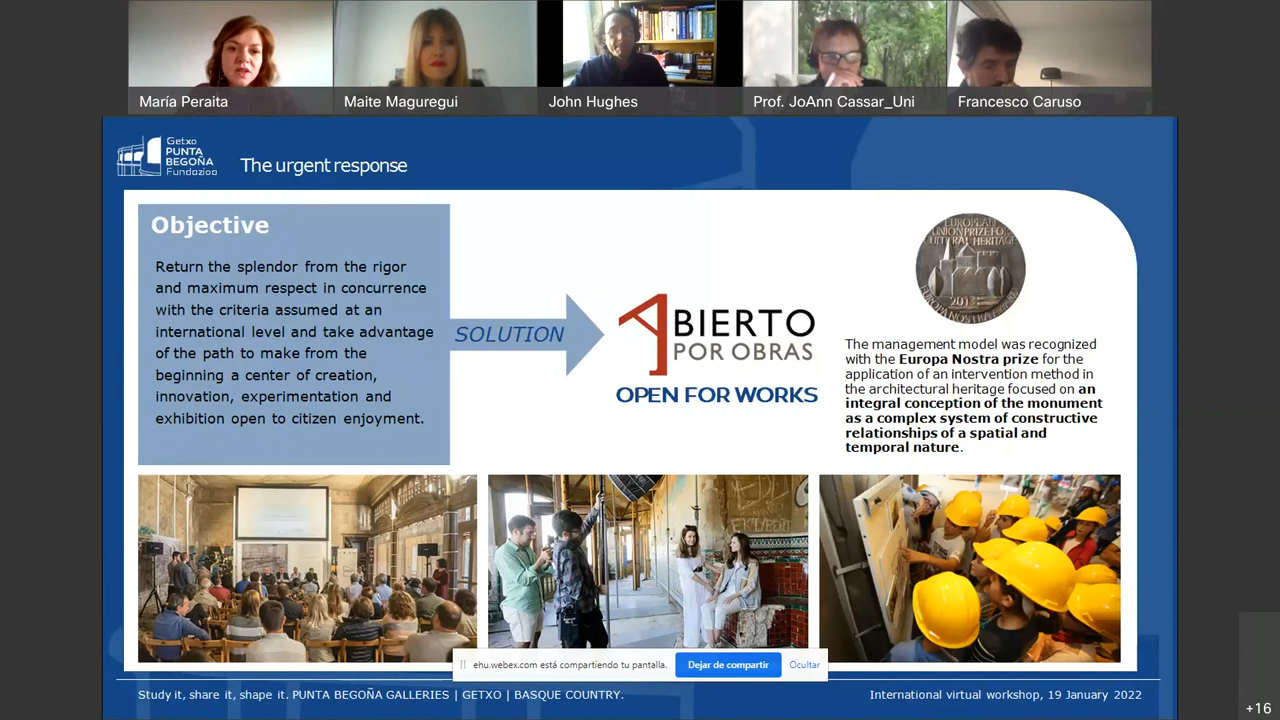 María Peraita
Maite Maguregui
John Hughes
Prof. JoAnn Cassar_Uni
Francesco Caruso
Getxo
PUNTA
BEGOÑA
Fundazioa
The urgent response
Objective
Return the splendor from the rigor
and maximum respect in concurrence
with the criteria assumed at an
international level and take advantage
of the path to make from the
beginning a center of creation,
innovation, experimentation and
exhibition open to citizen enjoyment.
SOLUTION
ABIERTO
POR OBRAS
OPEN FOR WORKS
EUROPEAN
UNION PRIZE FOR
CULTURAL HERITAGE
2013
EUROPA NOSTRA
The management model was recognized
with the Europa Nostra prize for the
application of an intervention method in
the architectural heritage focused on an
integral conception of the monument
as a complex system of constructive
relationships of a spatial and
temporal nature.
ehu.webex.com está compartiendo tu pantalla.
Dejar de compartir
Ocultar
Study it, share it, shape it. PUNTA BEGOÑA GALLERIES | GETXO | BASQUE COUNTRY.
International virtual workshop, 19 January 2022
+16